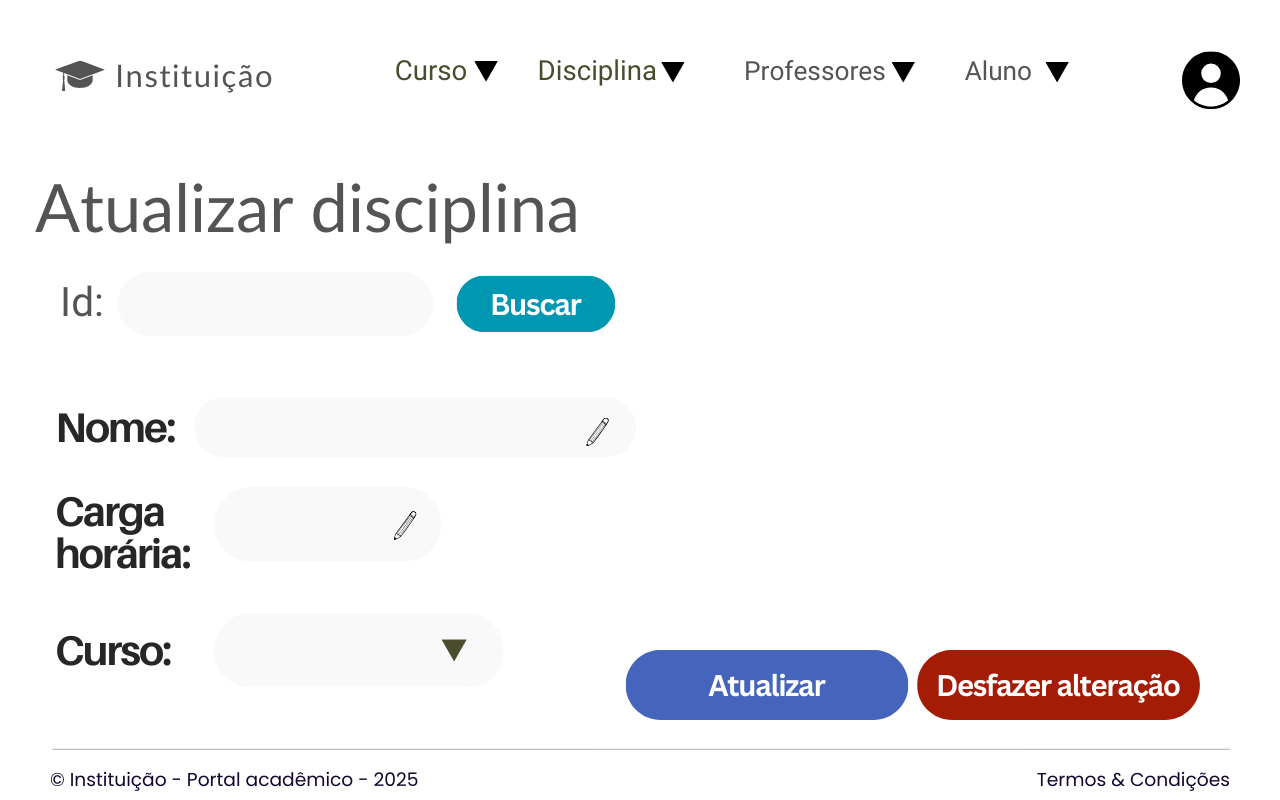 Instituição
Curso
Disciplina
Professores
Aluno
Atualizar disciplina
Id:
Buscar
Nome:
Carga
horária:
Curso:
Atualizar
Desfazer alteração
© Instituição - Portal acadêmico - 2025
Termos & Condições